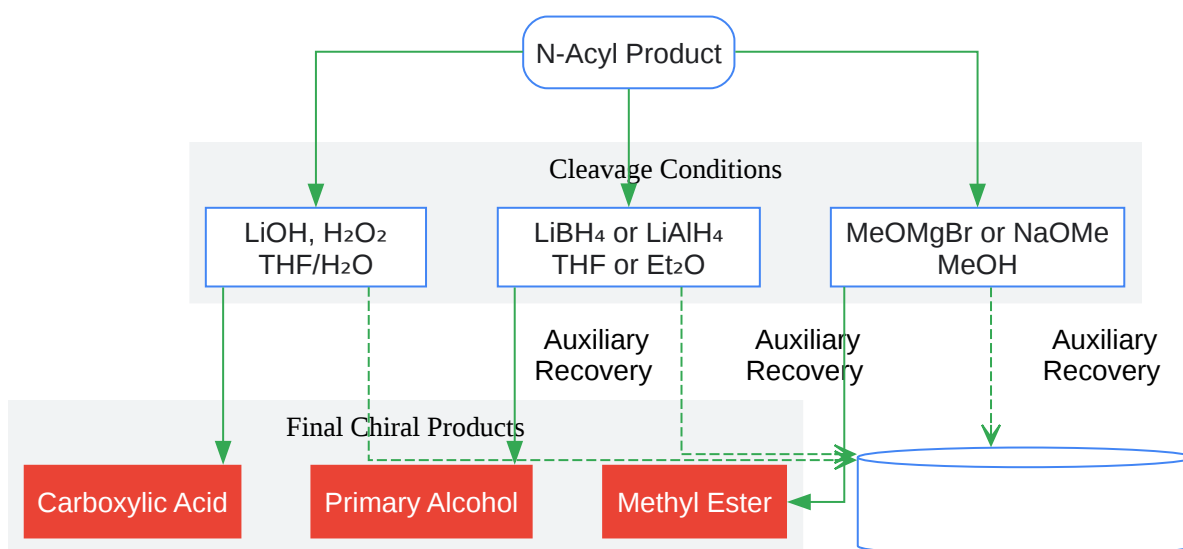 N-Acyl Product
Cleavage Conditions
LiOH, H₂O₂
THF/H₂O
LiBH₄ or LiAlH₄
THF or Et₂O
MeOMgBr or NaOMe
MeOH
Auxiliary
Recovery
Auxiliary
Recovery
Auxiliary
Recovery
Final Chiral Products
Carboxylic Acid
Primary Alcohol
Methyl Ester